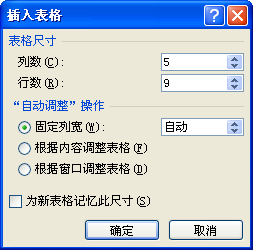 插入表格
表格尺寸
列数(C): 5
行数(R): 9
“自动调整”操作
固定列宽(W): 自动
根据内容调整表格(F)
根据窗口调整表格(D)
为新表格记忆此尺寸(S)
确定 取消